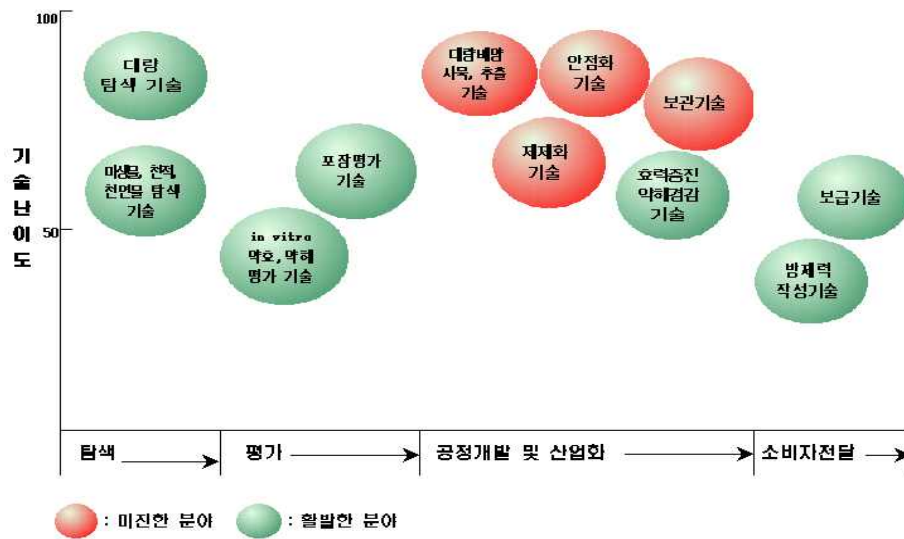 100
대량
탐색 기술
미생물, 천적,
천연물 탐색
기술
기술난이도
50
포장평가
기술
in vitro
약효, 약해
평가 기술
대량배양
사육, 추출
기술
안정화
기술
보관기술
제제화
기술
효력증진
약해경감
기술
보급기술
방제력
작성기술
탐색
평가
공정개발 및 산업화
소비자전달
: 미진한 분야
: 활발한 분야